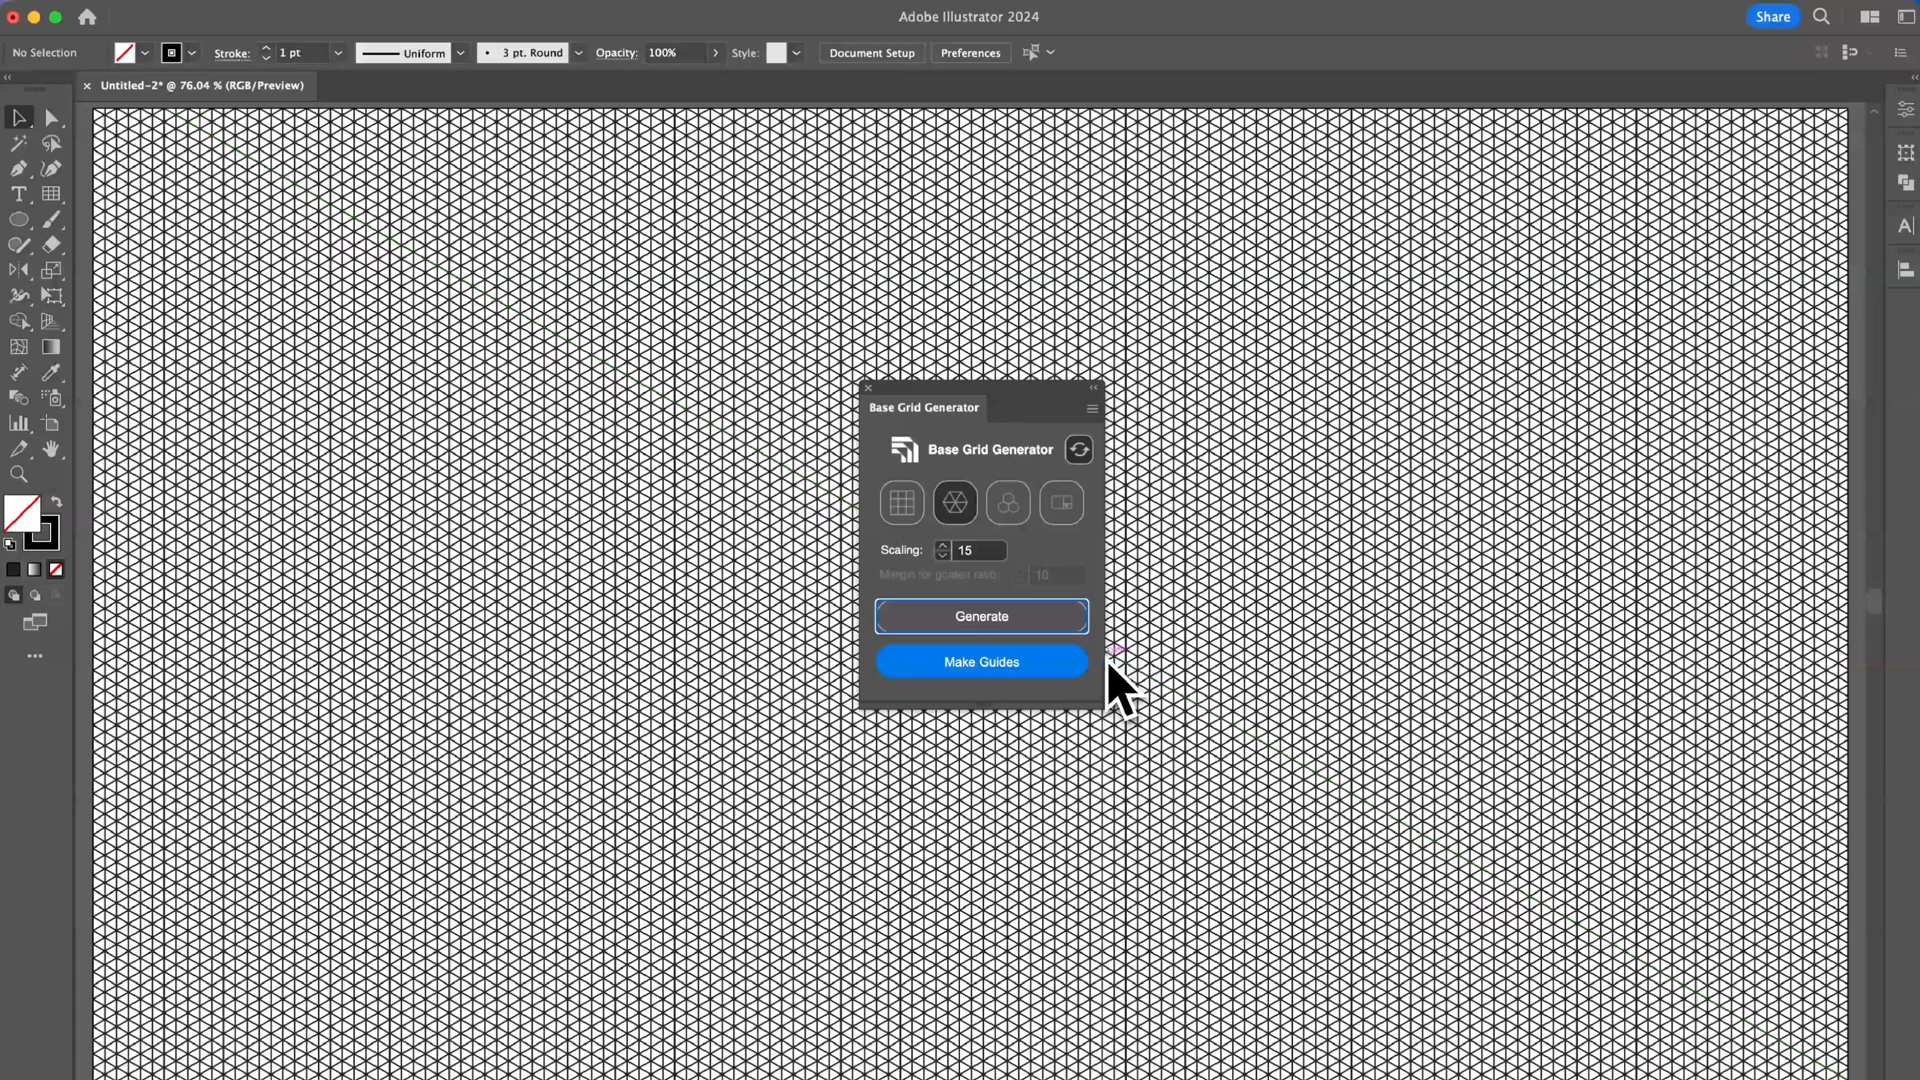 Adobe Illustrator 2024
Share
No Selection
Stroke:
1 pt
Uniform
3 pt. Round
Opacity:
100%
Style:
Document Setup
Preferences
Untitled-2* @ 76.04 % (RGB/Preview)
Base Grid Generator
Base Grid Generator
Scaling:
15
Margin for golden ratio:
10
Generate
Make Guides